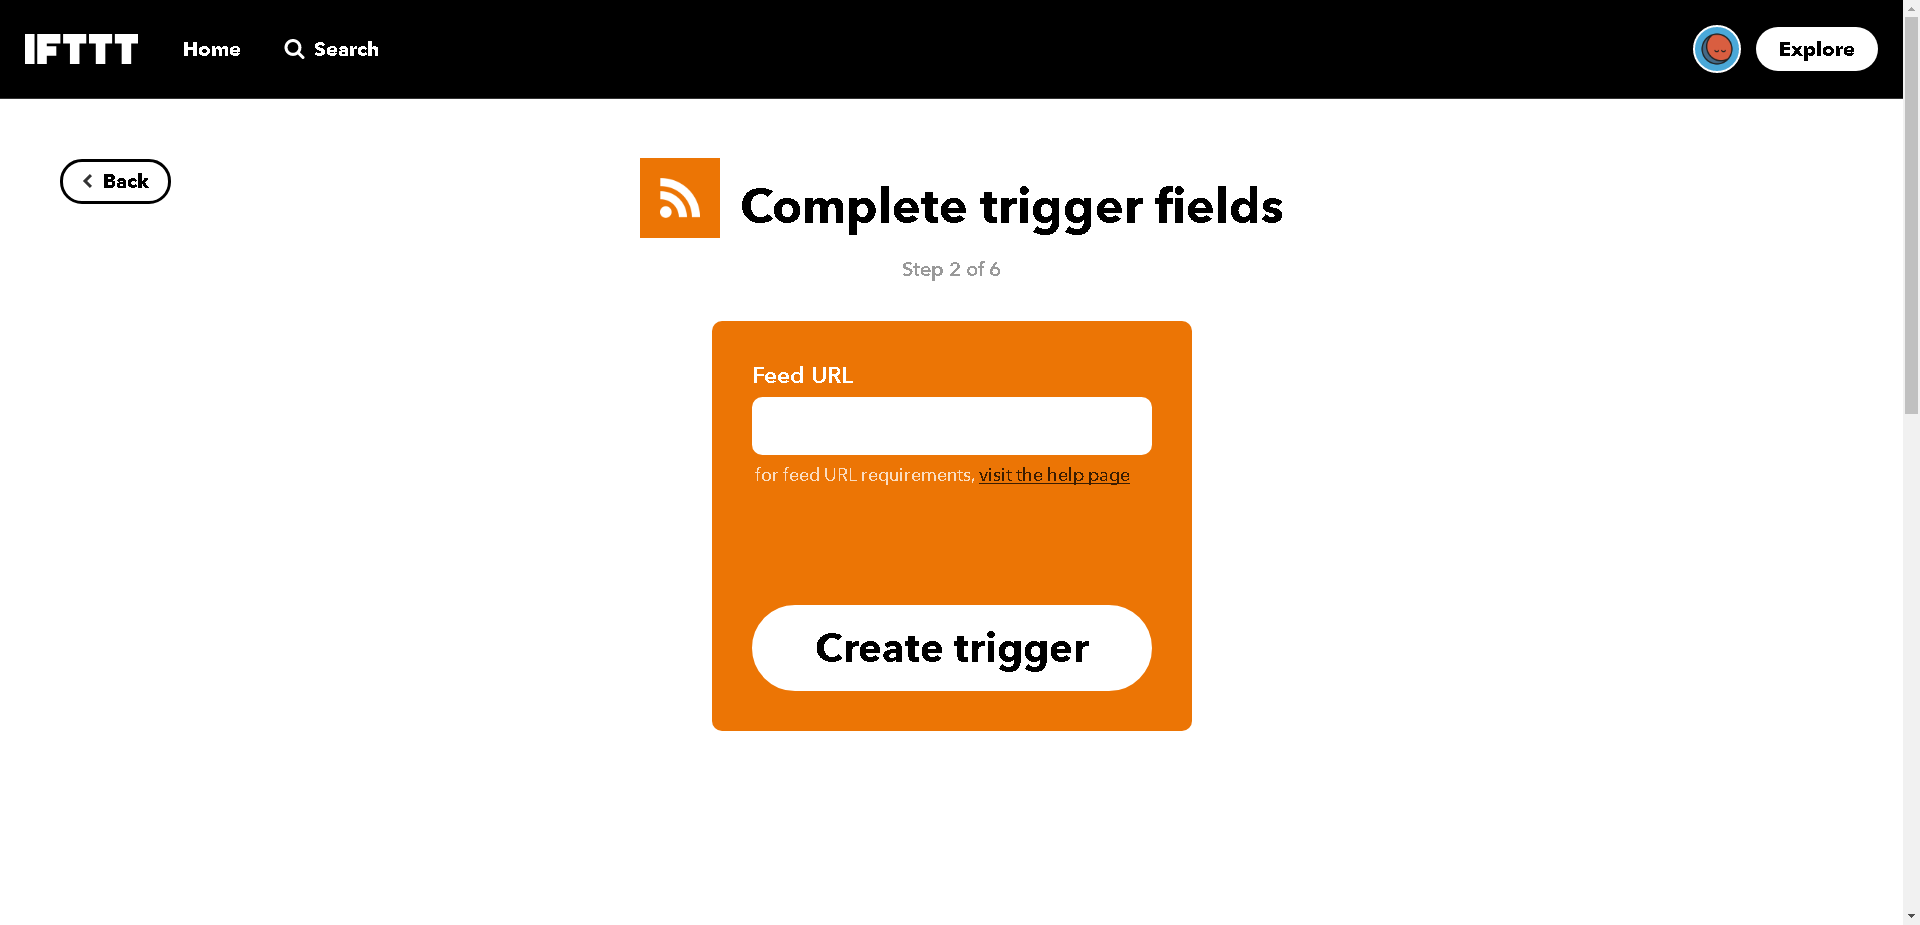 IFTTT
Home
Search
Explore
Back
Complete trigger fields
Step 2 of 6
Feed URL
for feed URL requirements, visit the help page
Create trigger